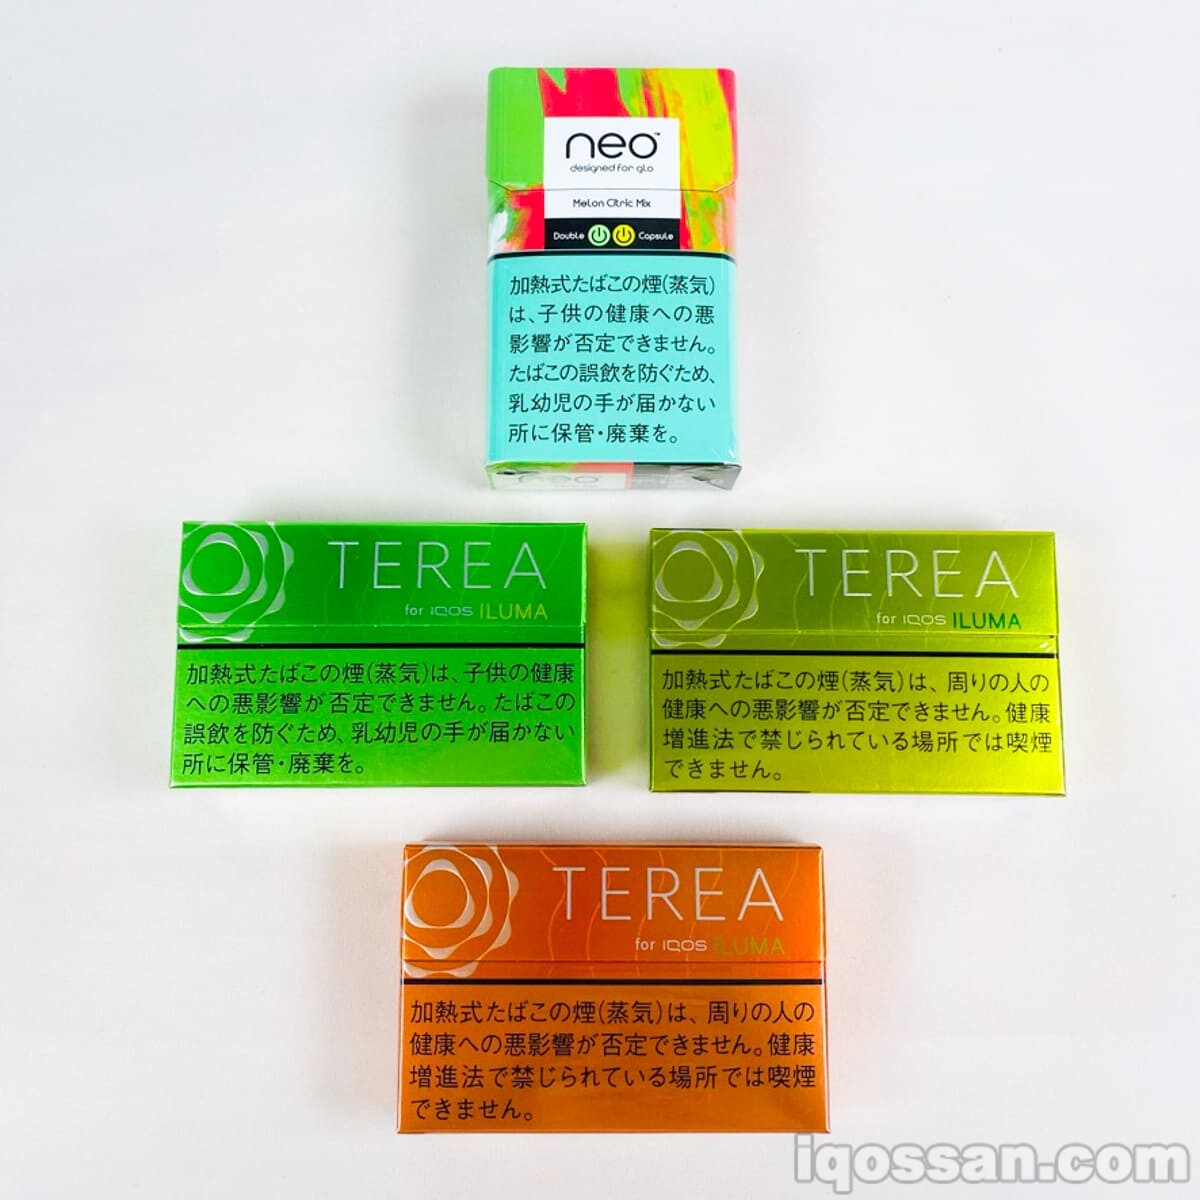 neo™
designed for glo
Melon Citric Mix
Double Capsule
加熱式たばこの煙(蒸気)
は、子供の健康への悪
影響が否定できません。
たばこの誤飲を防ぐため、
乳幼児の手が届かない
所に保管・廃棄を。
neo
TEREA
for IQOS ILUMA
加熱式たばこの煙(蒸気)は、子供の健康
への悪影響が否定できません。たばこの
誤飲を防ぐため、乳幼児の手が届かない
所に保管・廃棄を。
TEREA
for IQOS ILUMA
加熱式たばこの煙(蒸気)は、周りの人の
健康への悪影響が否定できません。健康
増進法で禁じられている場所では喫煙
できません。
TEREA
for IQOS ILUMA
加熱式たばこの煙(蒸気)は、周りの人の
健康への悪影響が否定できません。健康
増進法で禁じられている場所では喫煙
できません。
iqossan.com